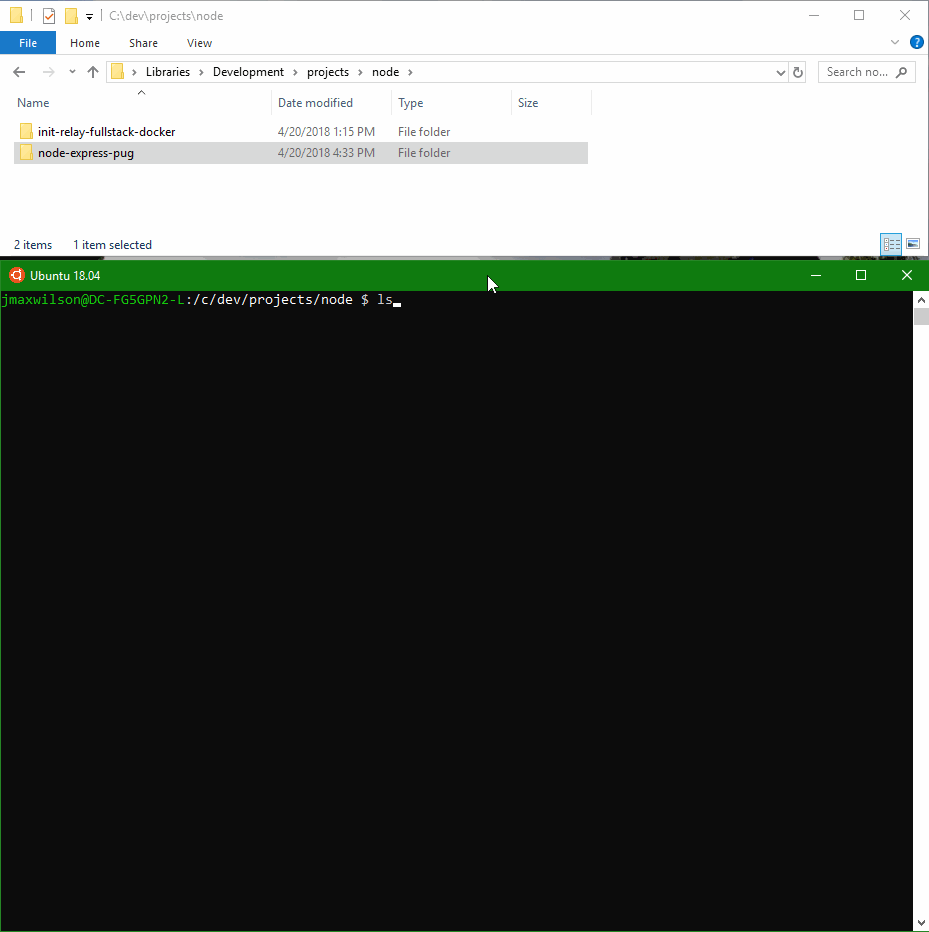 C:\dev\projects\node
File Home Share View
Libraries Development projects node Search no...
Name Date modified Type Size
init-relay-fullstack-docker 4/20/2018 1:15 PM File folder
node-express-pug 4/20/2018 4:33 PM File folder
2 items 1 item selected
Ubuntu 18.04
jmaxwilson@DC-FG5GPN2-L:/c/dev/projects/node $ ls